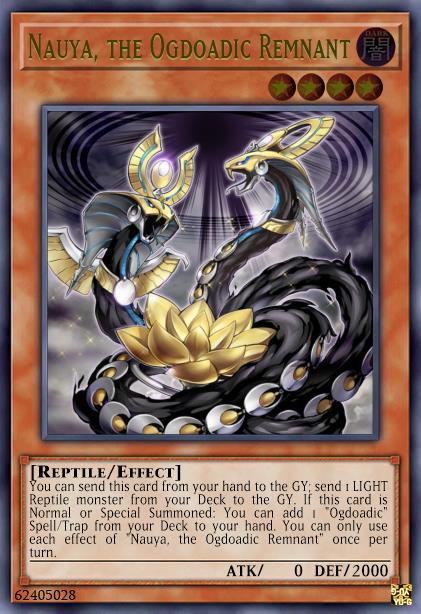 Nauya, the Ogdoadic Remnant
DARK
闇
[Reptile/Effect]
You can send this card from your hand to the GY; send 1 LIGHT
Reptile monster from your Deck to the GY. If this card is
Normal or Special Summoned: You can add 1 "Ogdoadic"
Spell/Trap from your Deck to your hand. You can only use
each effect of "Nauya, the Ogdoadic Remnant" once per
turn.
ATK/ 0 DEF/2000
62405028